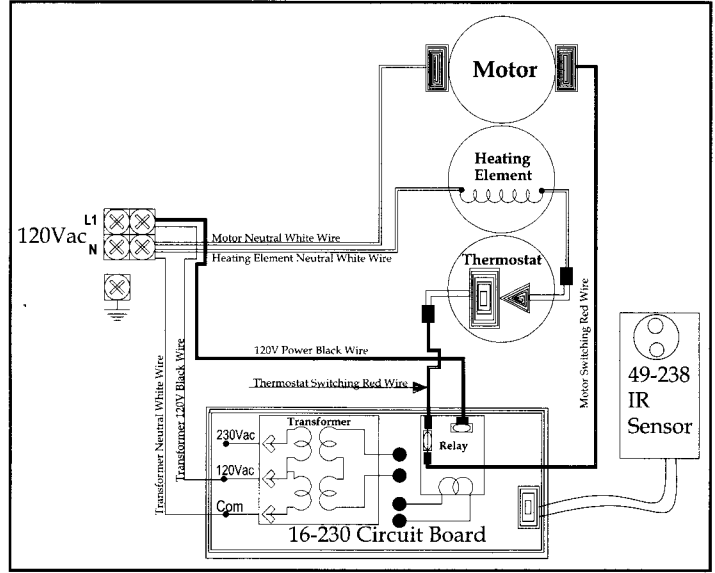 Motor
Heating
Element
L1
120Vac
N
Motor Neutral White Wire
Heating Element Neutral White Wire
Thermostat
Motor Switching Red Wire
120V Power Black Wire
Thermostat Switching Red Wire
Transformer Neutral White Wire
Transformer 120V Black Wire
49-238
IR
Sensor
Transformer
230Vac
120Vac
Com
Relay
16-230 Circuit Board